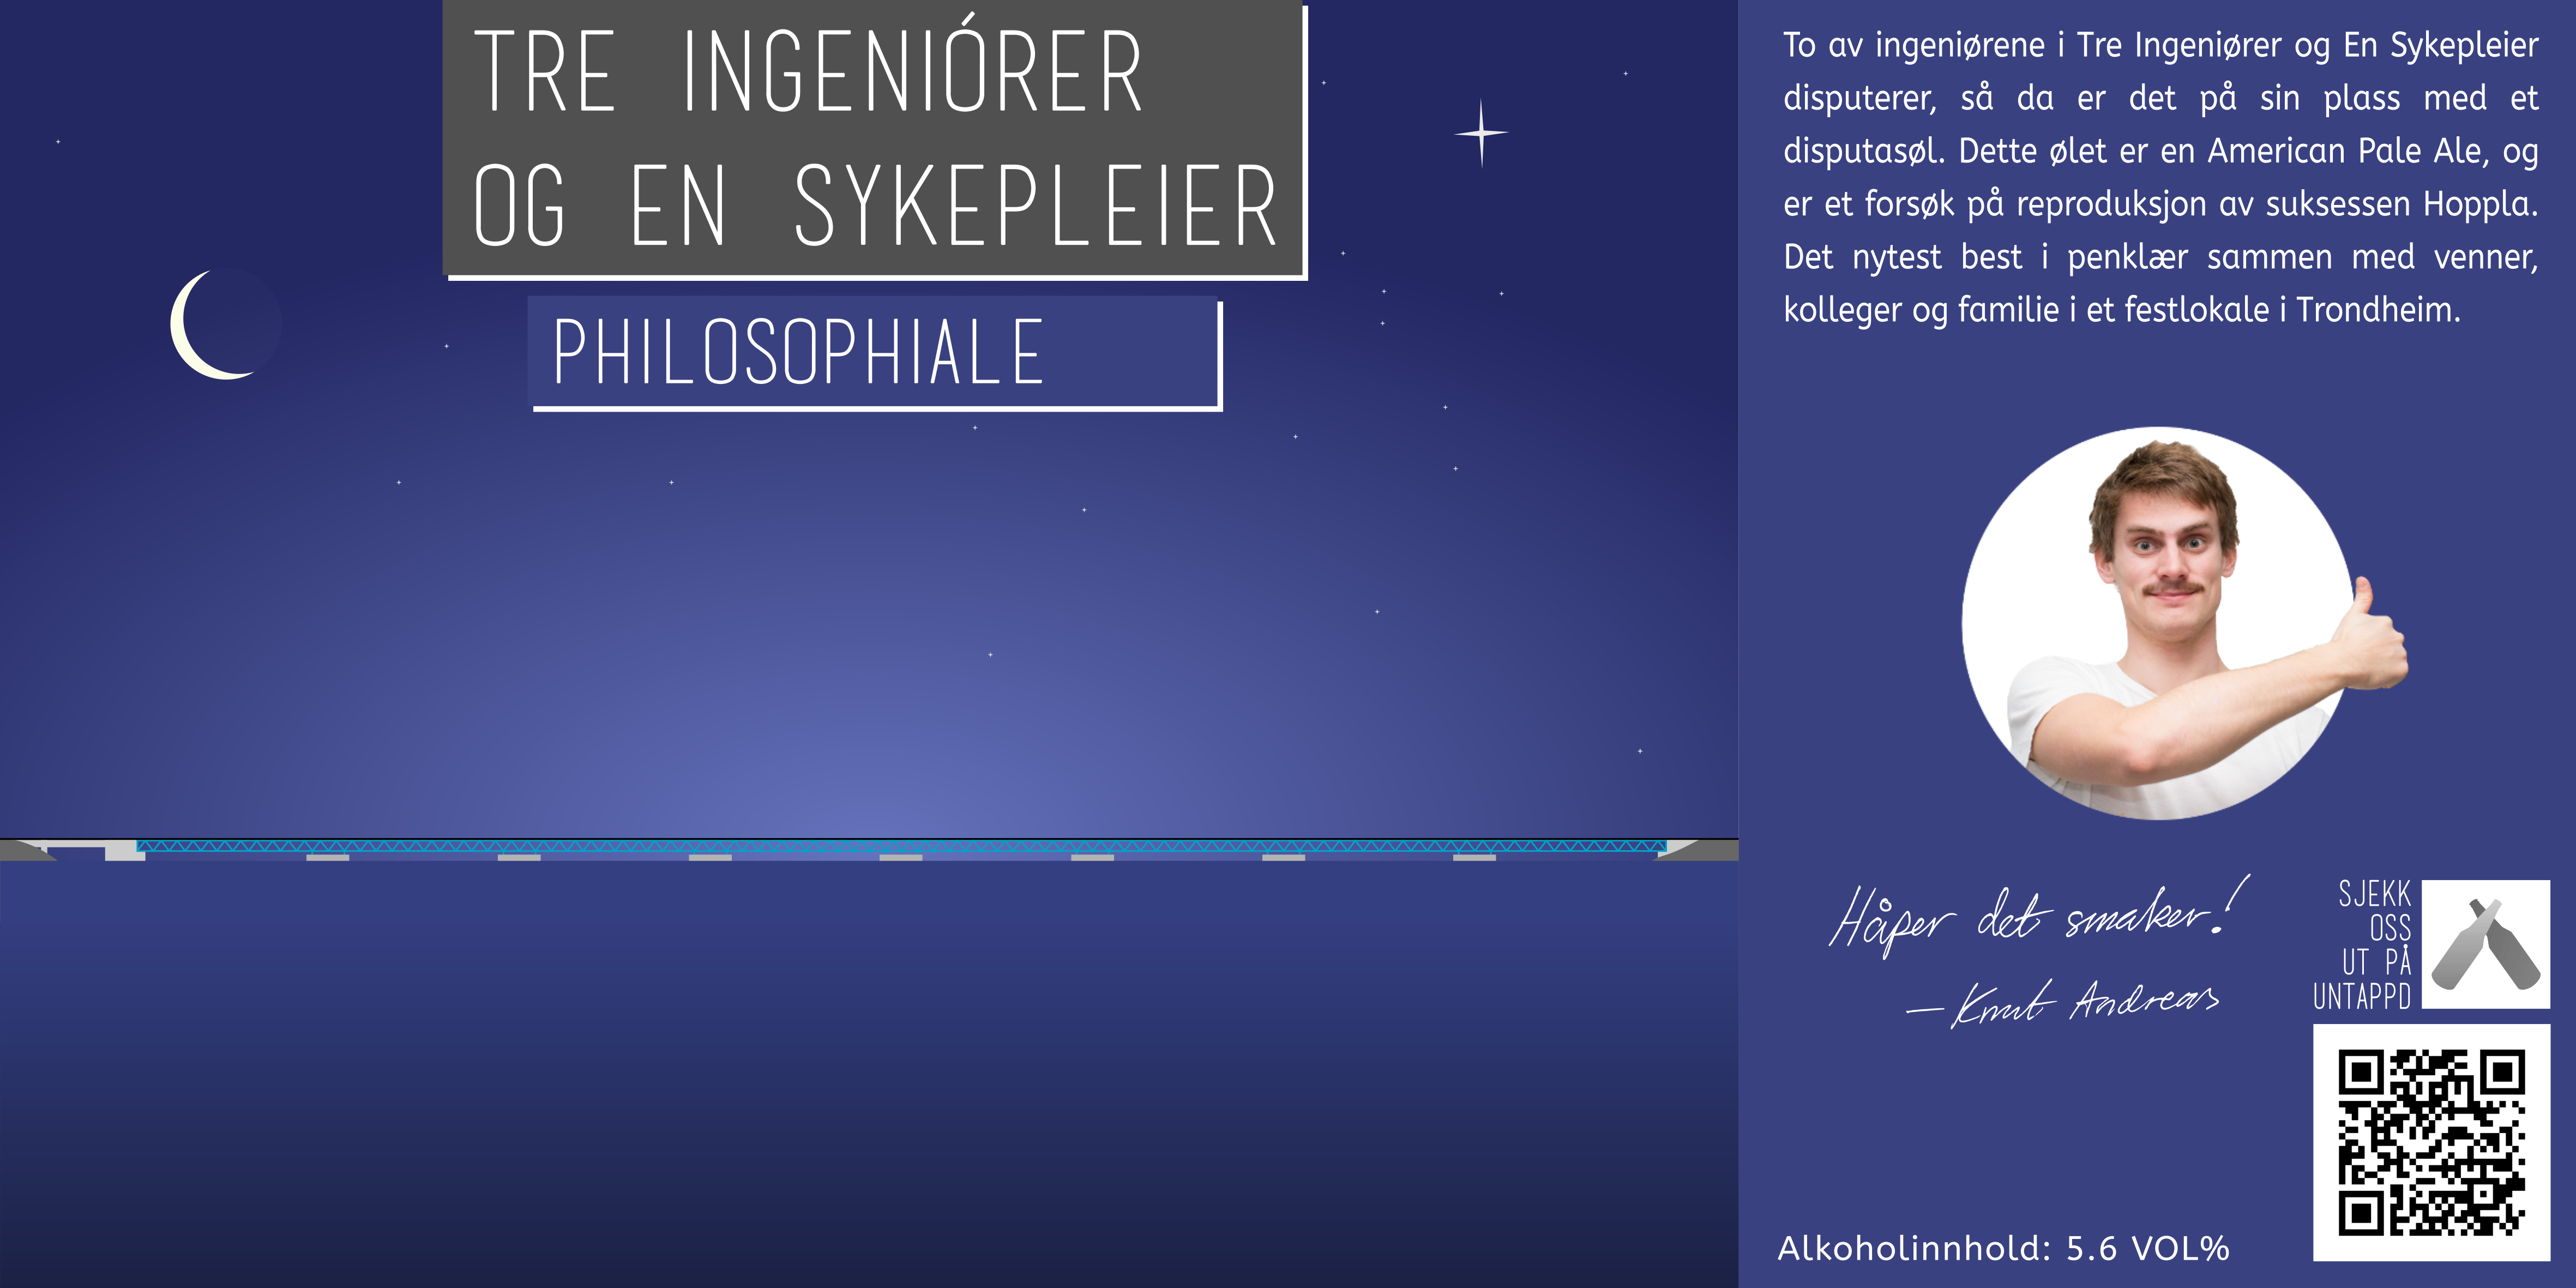 TRE INGENIÓRER
OG EN SYKEPLEIER
PHILOSOPHIALE
To av ingeniørene i Tre Ingeniører og En Sykepleier
disputerer, så da er det på sin plass med et
disputasøl. Dette ølet er en American Pale Ale, og
er et forsøk på reproduksjon av suksessen Hoppla.
Det nytest best i penklær sammen med venner,
kolleger og familie i et festlokale i Trondheim.
Håper det smaker!
— Knut Andreas
SJEKK
OSS
UT PÅ
UNTAPPD
Alkoholinnhold: 5.6 VOL%